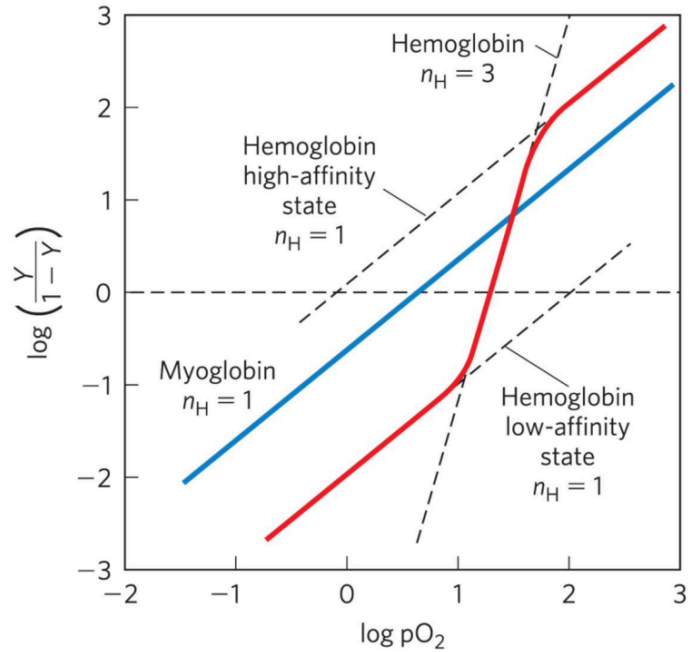 3
2
1
0
−1
−2
−3
−2
−1
0
1
2
3
log pO₂
log (Y / 1 − Y)
Hemoglobin
nH = 3
Hemoglobin
high-affinity
state
nH = 1
Myoglobin
nH = 1
Hemoglobin
low-affinity
state
nH = 1